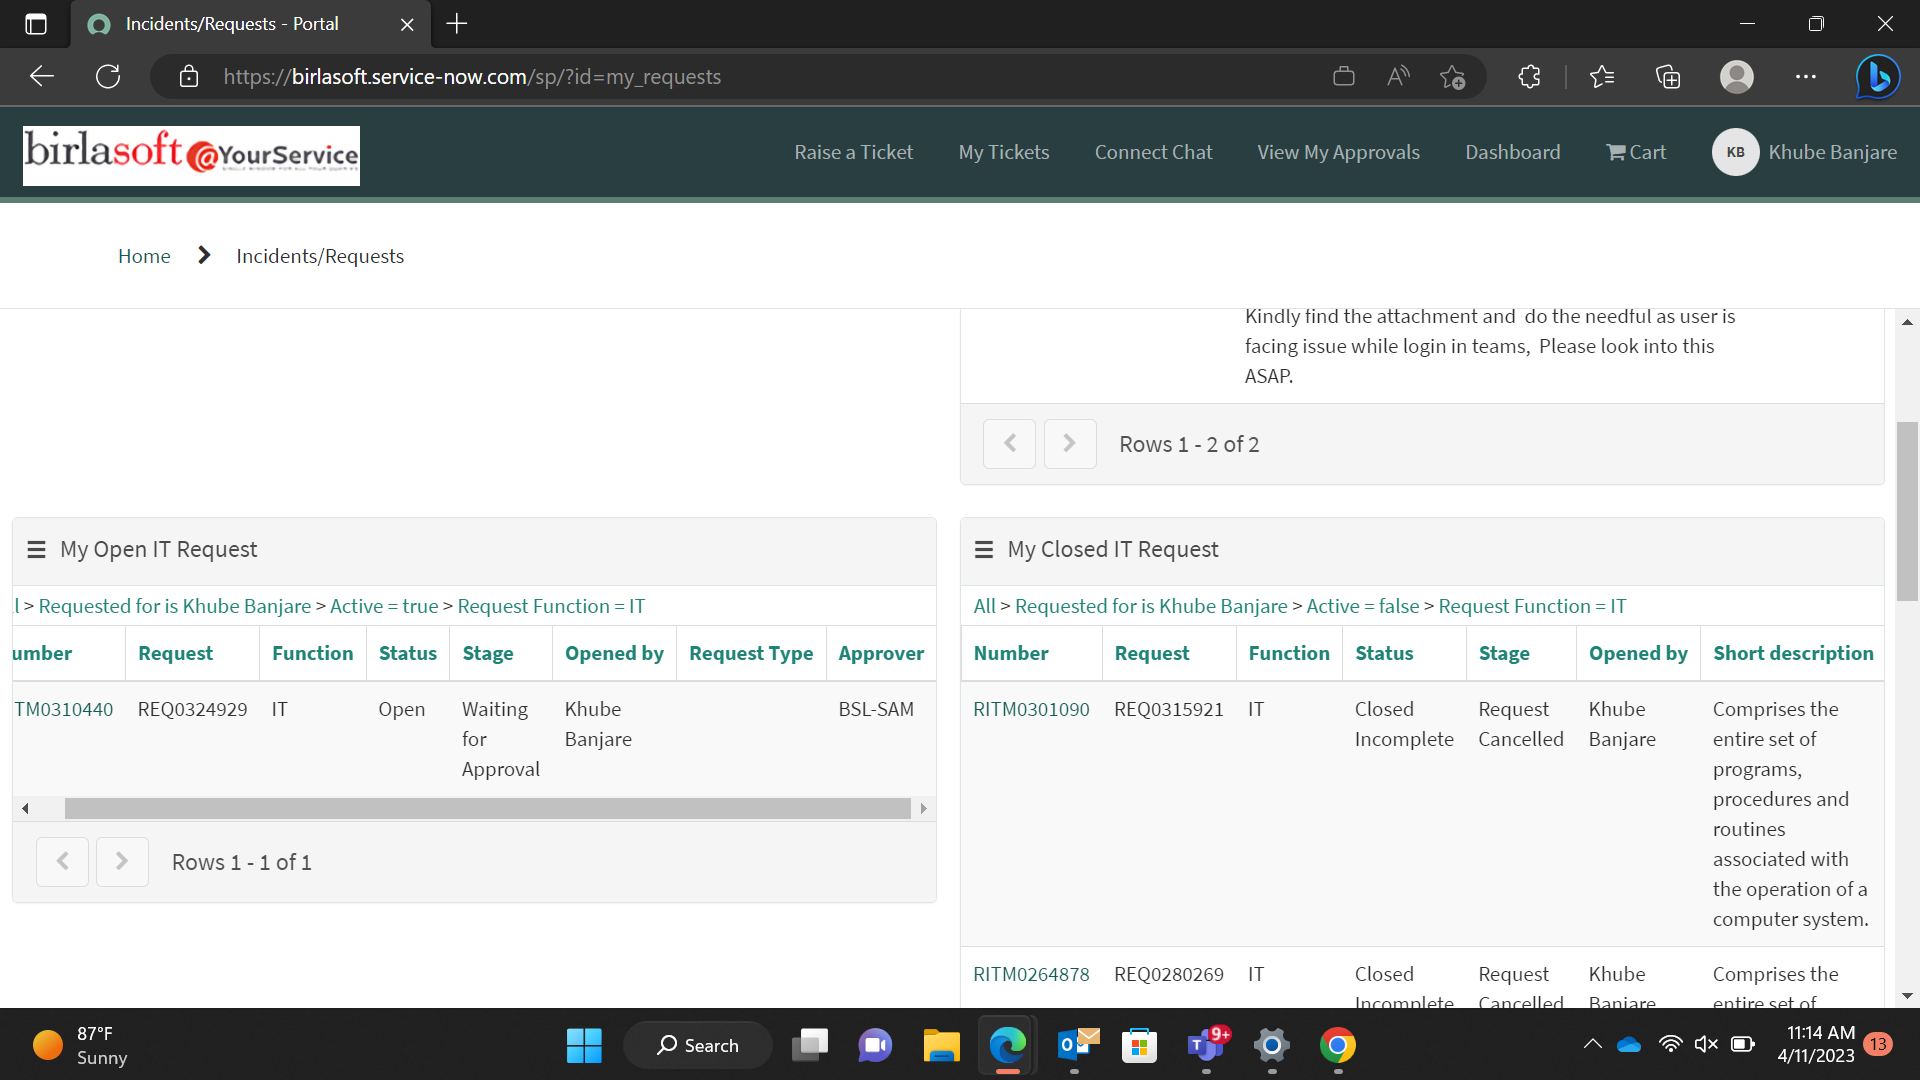 Incidents/Requests - Portal
https://birlasoft.service-now.com/sp/?id=my_requests
birlasoft @YourService
Raise a Ticket
My Tickets
Connect Chat
View My Approvals
Dashboard
Cart
KB
Khube Banjare
Home
Incidents/Requests
Kindly find the attachment and do the needful as user is
facing issue while login in teams, Please look into this
ASAP.
Rows 1 - 2 of 2
My Open IT Request
l > Requested for is Khube Banjare > Active = true > Request Function = IT
umber Request Function Status Stage Opened by Request Type Approver
TM0310440 REQ0324929 IT Open Waiting Khube BSL-SAM
for Banjare
Approval
Rows 1 - 1 of 1
My Closed IT Request
All > Requested for is Khube Banjare > Active = false > Request Function = IT
Number Request Function Status Stage Opened by Short description
RITM0301090 REQ0315921 IT Closed Request Khube Comprises the
Incomplete Cancelled Banjare entire set of
programs,
procedures and
routines
associated with
the operation of a
computer system.
RITM0264878 REQ0280269 IT Closed Request Khube Comprises the
Incomplete Cancelled Banjare entire set of
87°F
Sunny
Search
9+
11:14 AM
4/11/2023
13